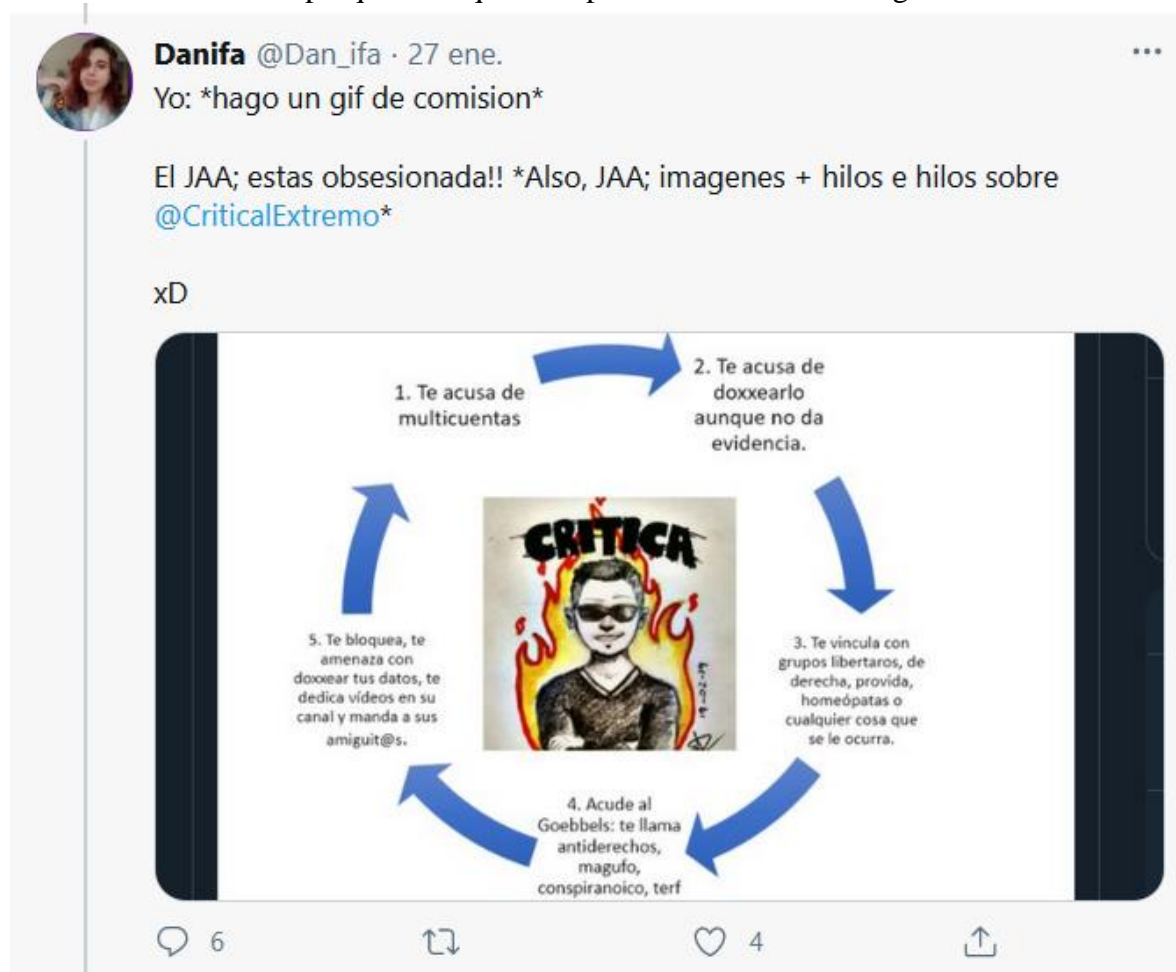 Danifa @Dan_ifa · 27 ene.
Yo: *hago un gif de comision*
El JAA; estas obsesionada!! *Also, JAA; imagenes + hilos e hilos sobre
@CriticalExtremo*
xD
1. Te acusa de
multicuentas
2. Te acusa de
doxxearlo
aunque no da
evidencia.
3. Te vincula con
grupos libertaros, de
derecha, provida,
homeópatas o
cualquier cosa que
se le ocurra.
4. Acude al
Goebbels: te llama
antiderechos,
magufo,
conspiranoico, terf
5. Te bloquea, te
amenaza con
doxxear tus datos, te
dedica vídeos en su
canal y manda a sus
amiguit@s.
CRITICA
6
4